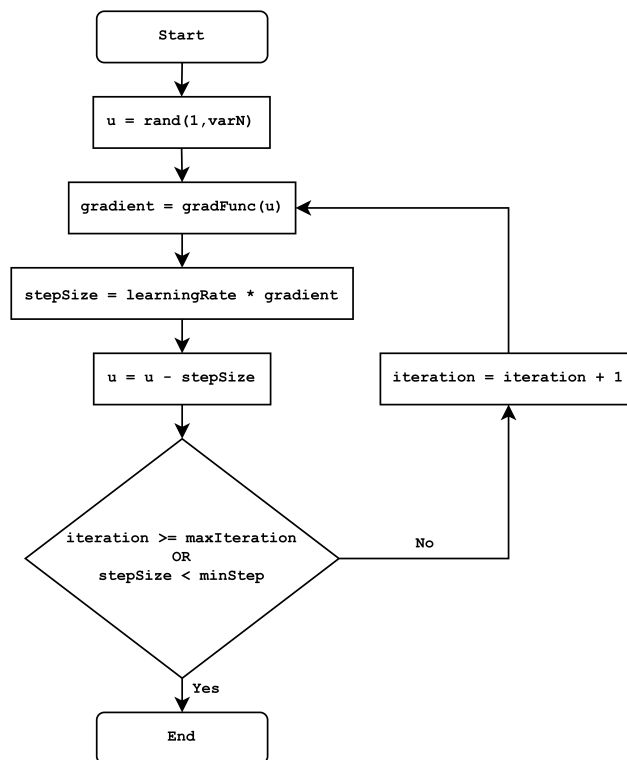 Start
u = rand(1,varN)
gradient = gradFunc(u)
stepSize = learningRate * gradient
u = u - stepSize
iteration = iteration + 1
iteration >= maxIteration
OR
stepSize < minStep
No
Yes
End